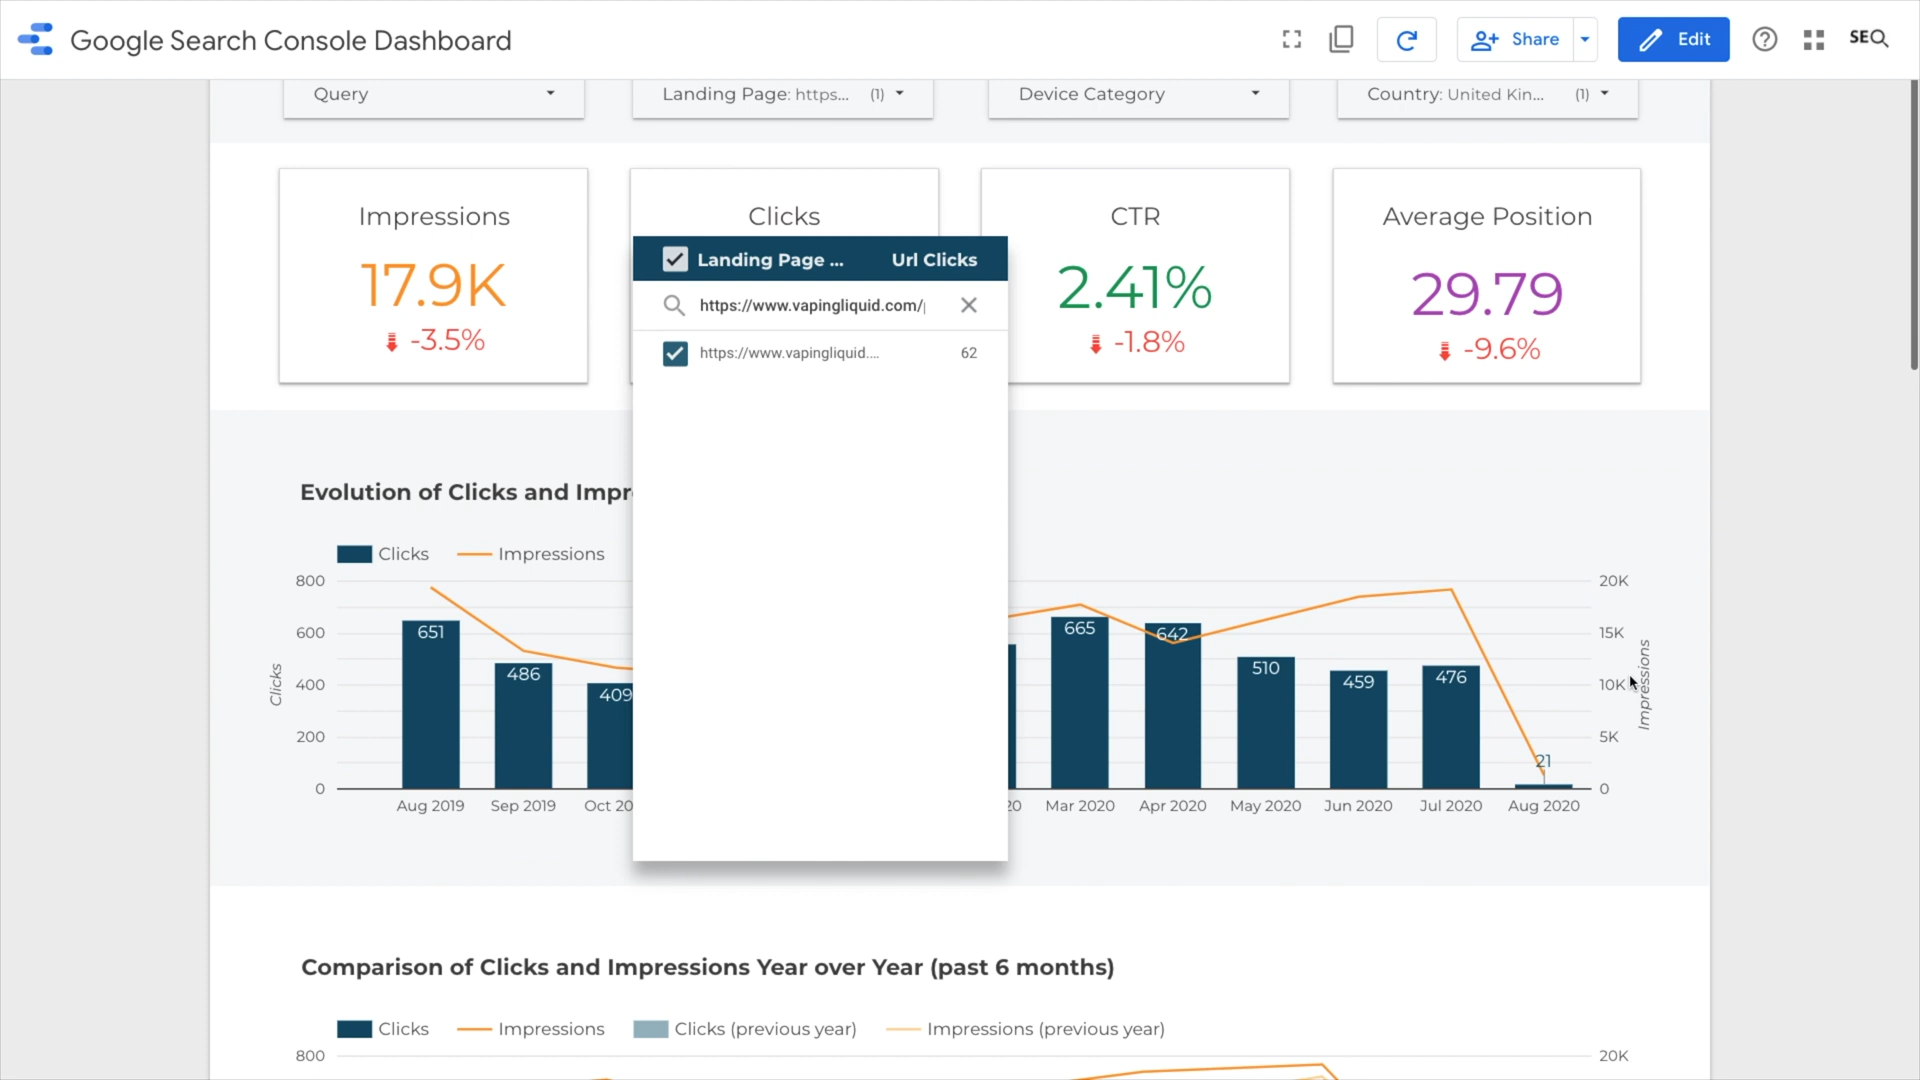 Google Search Console Dashboard
Share
Edit
SE
Query
Landing Page: https... (1)
Device Category
Country: United Kin... (1)
Impressions
17.9K
-3.5%
Clicks
CTR
2.41%
-1.8%
Average Position
29.79
-9.6%
Landing Page ... Url Clicks
https://www.vapingliquid.com/
https://www.vapingliquid.... 62
Evolution of Clicks and Impr
Clicks Impressions
800 20K
600 15K
400 10K
200 5K
0 0
Clicks
Impressions
651 486 409 665 642 510 459 476 21
Aug 2019 Sep 2019 Oct 20 20 Mar 2020 Apr 2020 May 2020 Jun 2020 Jul 2020 Aug 2020
Comparison of Clicks and Impressions Year over Year (past 6 months)
Clicks Impressions Clicks (previous year) Impressions (previous year)
800 20K